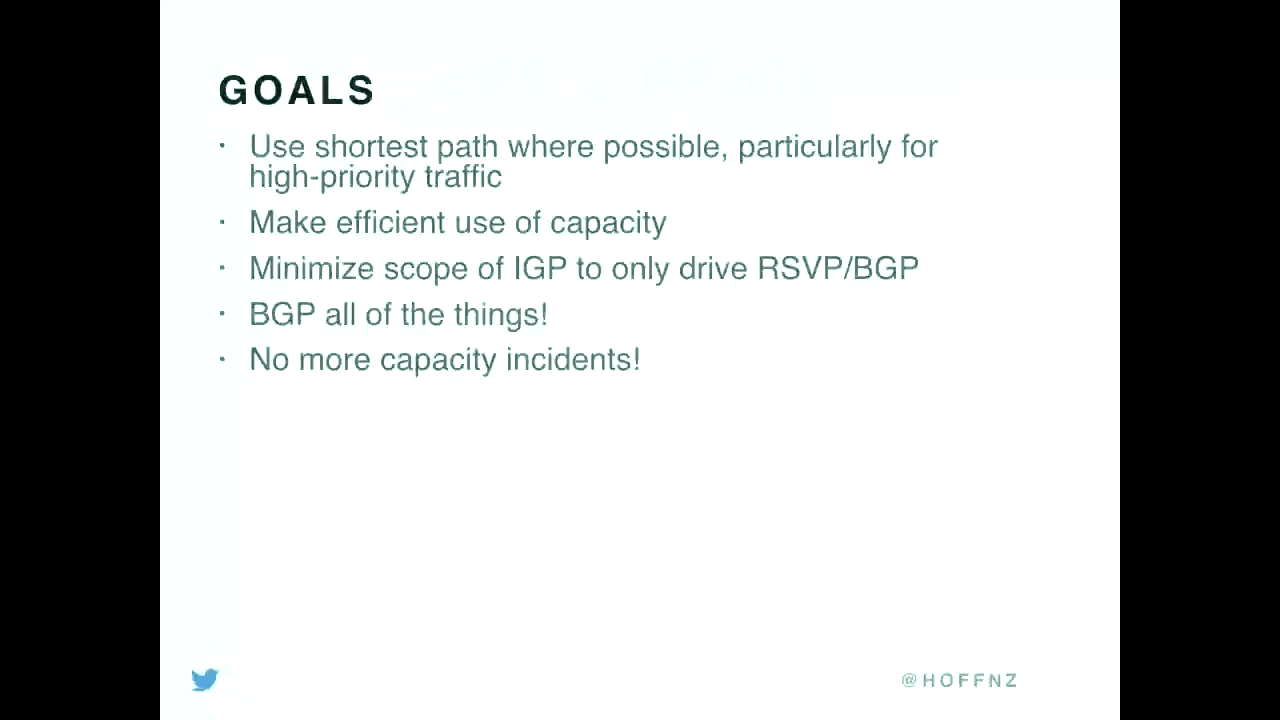 GOALS
· Use shortest path where possible, particularly for
high-priority traffic
· Make efficient use of capacity
· Minimize scope of IGP to only drive RSVP/BGP
· BGP all of the things!
· No more capacity incidents!
@HOFFNZ